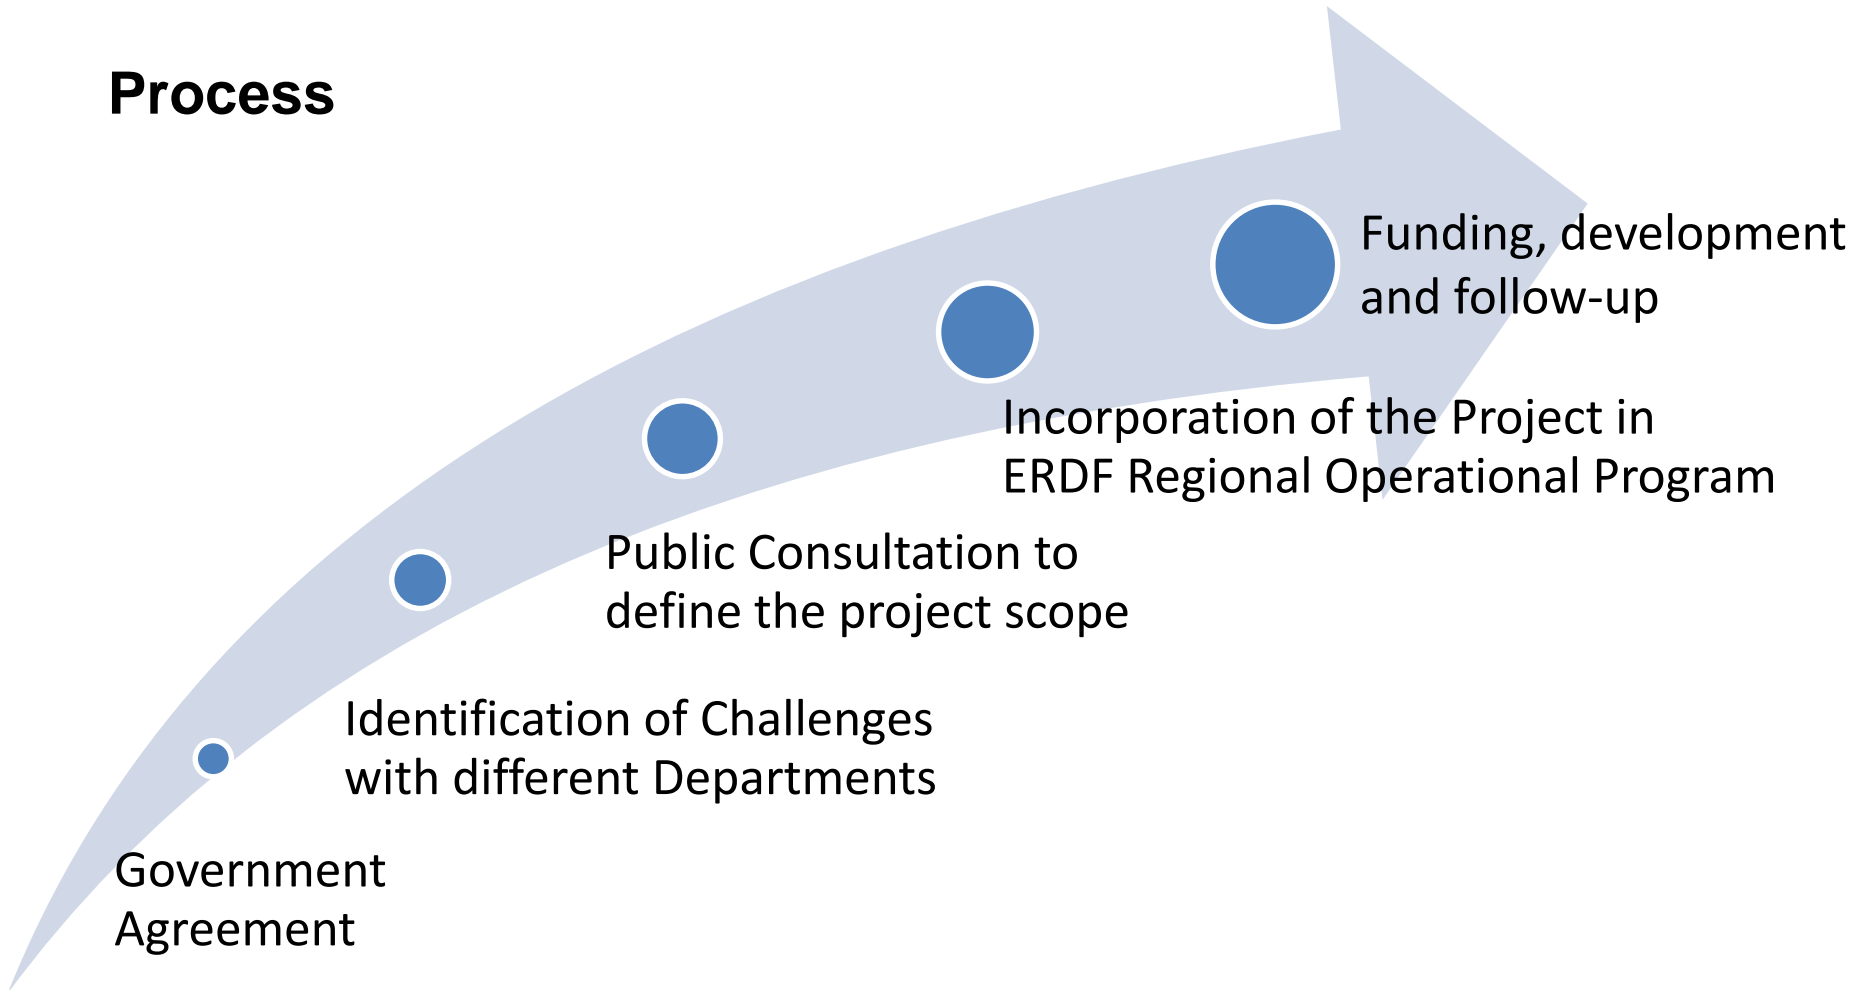 Process
Funding, development
and follow-up
Incorporation of the Project in
ERDF Regional Operational Program
Public Consultation to
define the project scope
Identification of Challenges
with different Departments
Government
Agreement